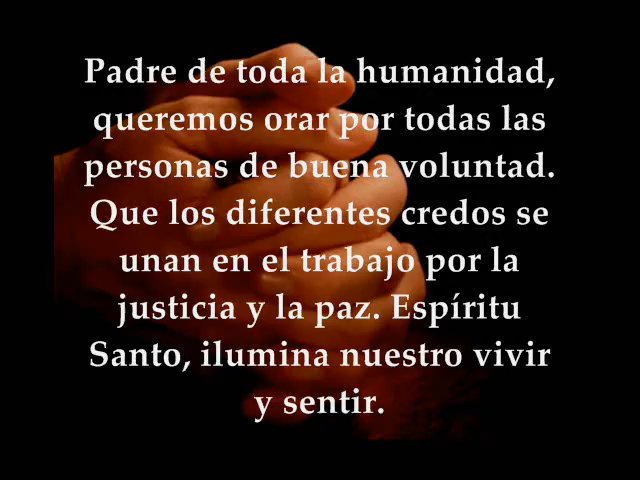 Padre de toda la humanidad,
queremos orar por todas las
personas de buena voluntad.
Que los diferentes credos se
unan en el trabajo por la
justicia y la paz. Espíritu
Santo, ilumina nuestro vivir
y sentir.